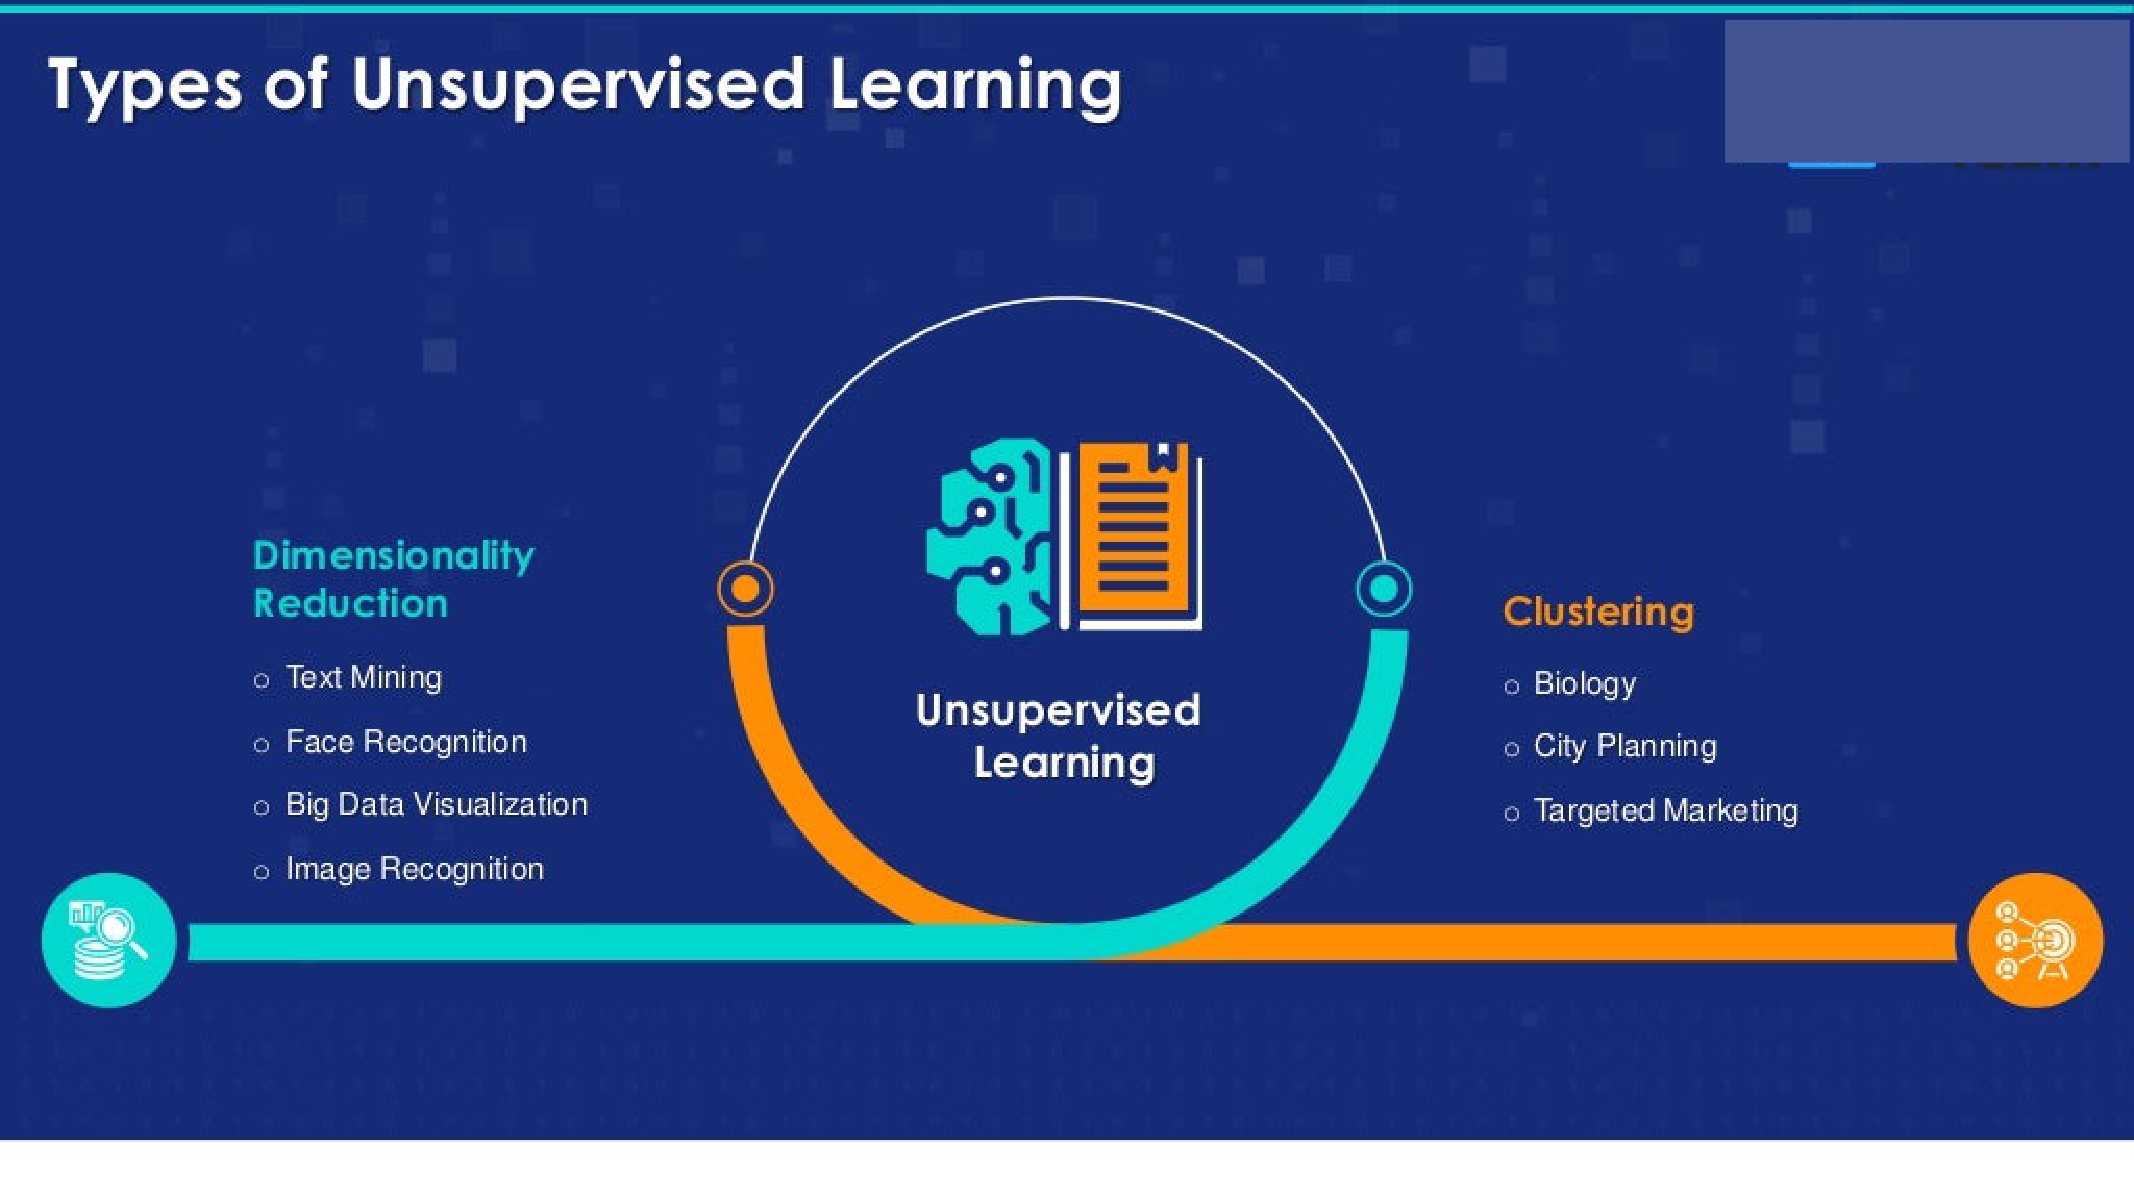 Types of Unsupervised Learning
Dimensionality
Reduction
○ Text Mining
○ Face Recognition
○ Big Data Visualization
○ Image Recognition
Unsupervised
Learning
Clustering
○ Biology
○ City Planning
○ Targeted Marketing